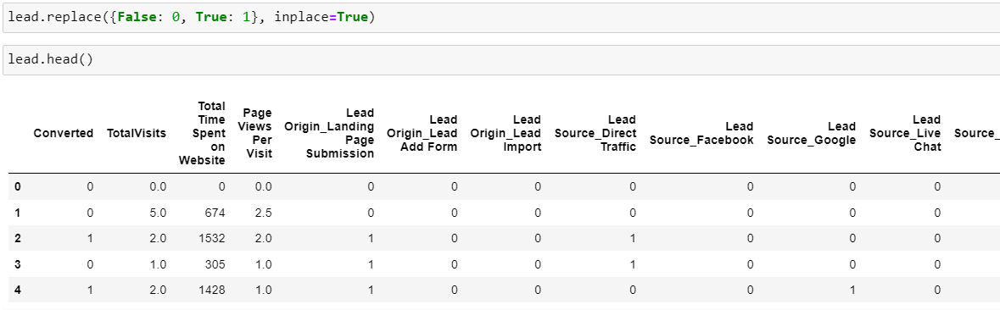 lead.replace({False: 0, True: 1}, inplace=True)
lead.head()
Converted TotalVisits Total Time Spent on Website Page Views Per Visit Lead Origin_Landing Page Submission Lead Origin_Lead Add Form Lead Origin_Lead Import Lead Source_Direct Traffic Lead Source_Facebook Lead Source_Google Lead Source_Live Chat Source_
0 0 0.0 0 0.0 0 0 0 0 0 0 0
1 0 5.0 674 2.5 0 0 0 0 0 0 0
2 1 2.0 1532 2.0 1 0 0 1 0 0 0
3 0 1.0 305 1.0 1 0 0 1 0 0 0
4 1 2.0 1428 1.0 1 0 0 0 0 1 0